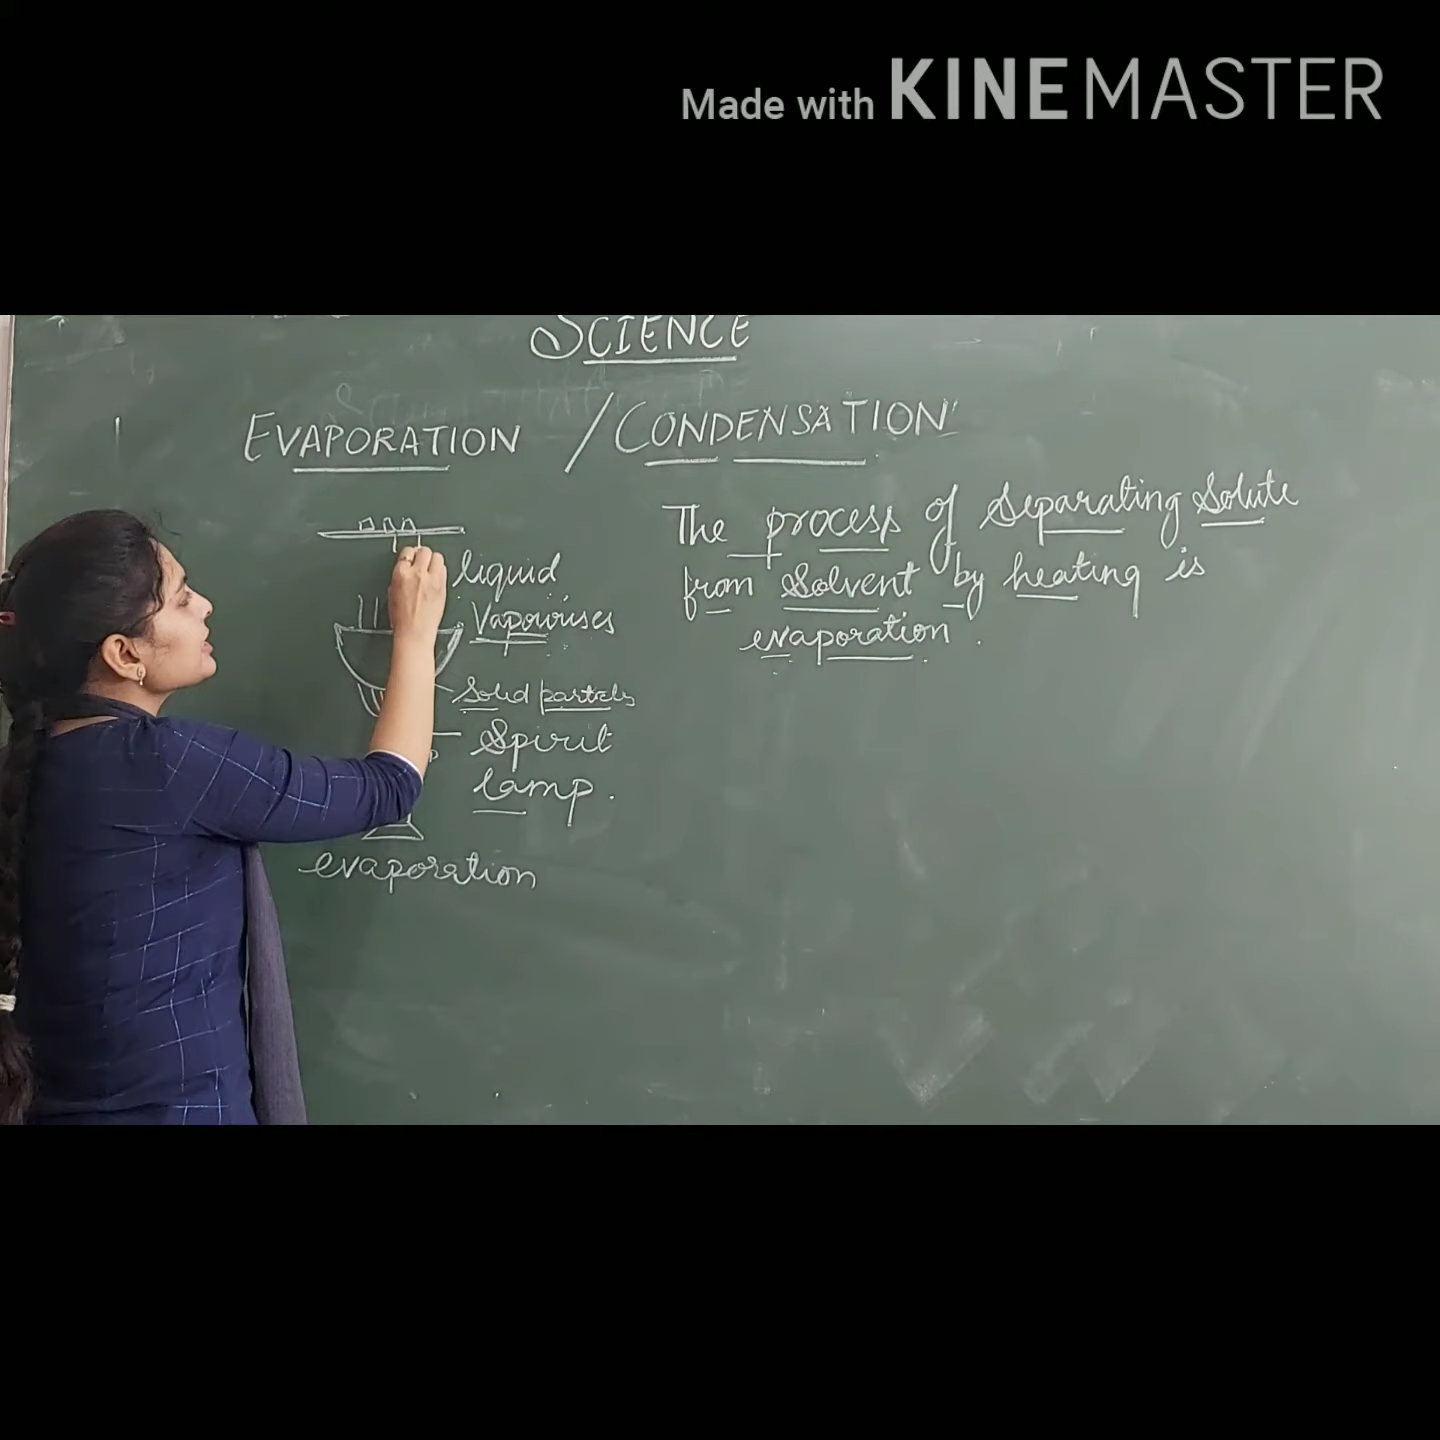 Made with KINEMASTER
SCIENCE
EVAPORATION / CONDENSATION
The process of separating solute
from solvent by heating is
evaporation.
liquid
Vapourises
Solid particls
Spirit
lamp.
evaporation